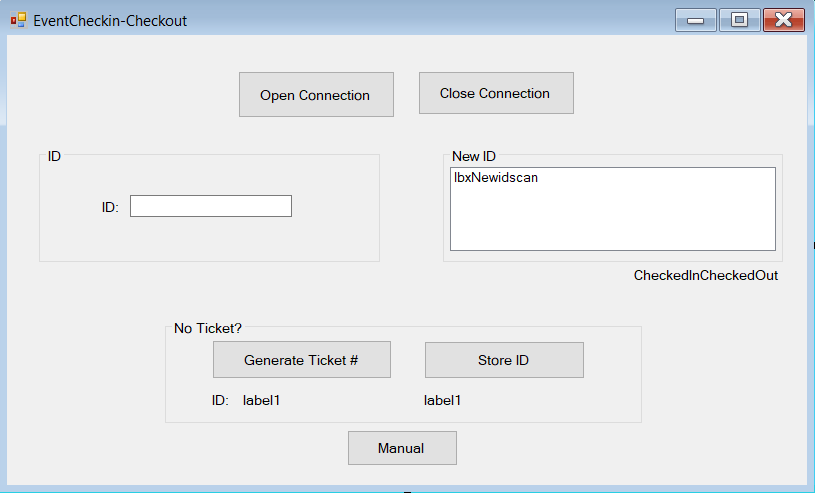 EventCheckin-Checkout
Open Connection
Close Connection
ID
ID:
New ID
lbxNewidscan
CheckedInCheckedOut
No Ticket?
Generate Ticket #
Store ID
ID: label1
label1
Manual